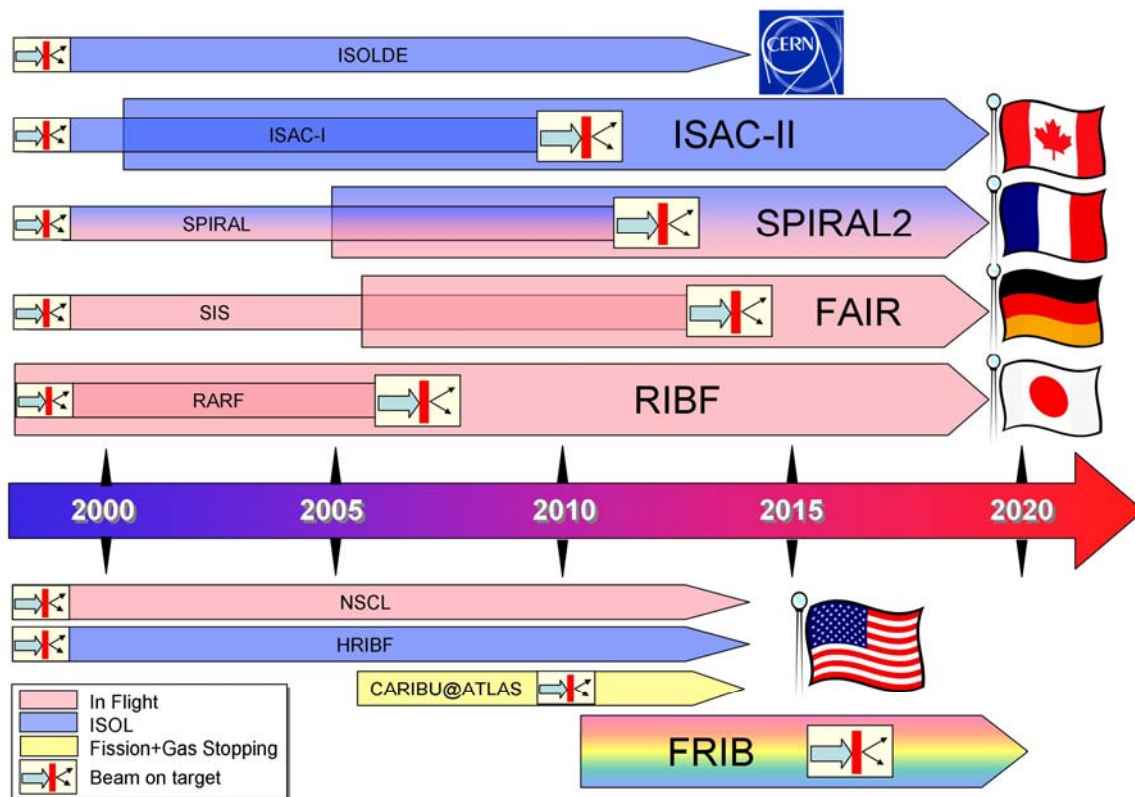 ISOLDE
CERN
ISAC-I
ISAC-II
SPIRAL
SPIRAL2
SIS
FAIR
RARF
RIBF
2000 2005 2010 2015 2020
NSCL
HRIBF
CARIBU@ATLAS
FRIB
In Flight
ISOL
Fission+Gas Stopping
Beam on target